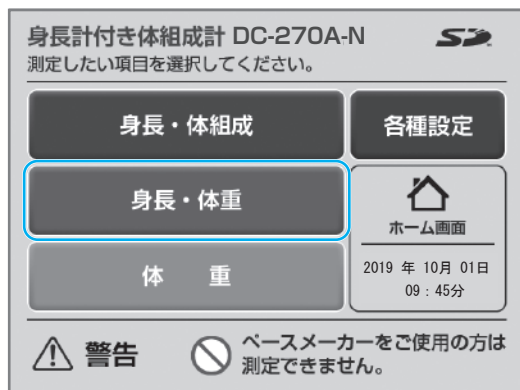 身長計付き体組成計 DC-270A-N
SD
測定したい項目を選択してください。
身長・体組成
各種設定
身長・体重
ホーム画面
体 重
2019 年 10月 01日
09 : 45分
警告
ペースメーカーをご使用の方は
測定できません。